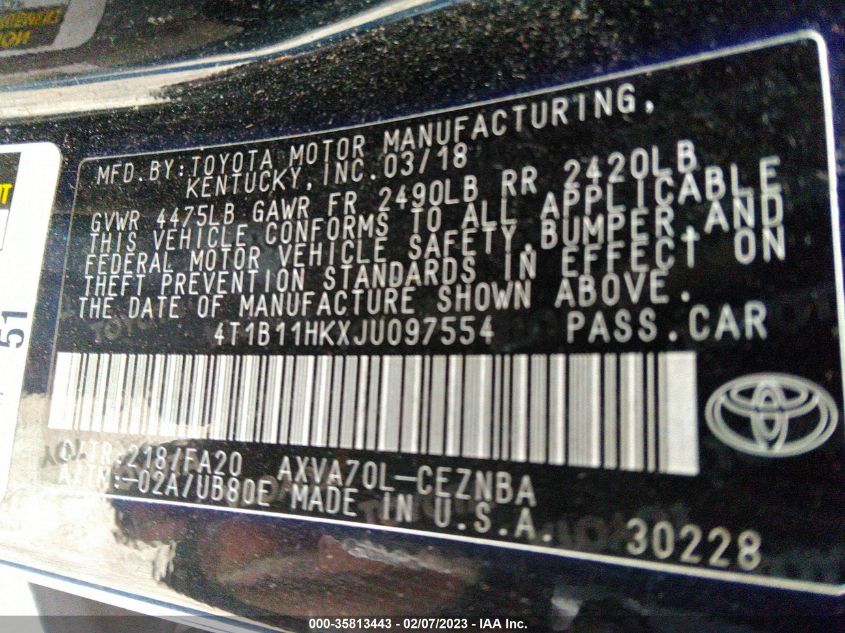 MFD.BY:TOYOTA MOTOR MANUFACTURING,
KENTUCKY,INC.03/18
GVWR 4475LB GAWR FR 2490LB RR 2420LB
THIS VEHICLE CONFORMS TO ALL APPLICABLE
FEDERAL MOTOR VEHICLE SAFETY,BUMPER,AND
THEFT PREVENTION STANDARDS IN EFFECT ON
THE DATE OF MANUFACTURE SHOWN ABOVE.
4T1B11HKXJU097554 PASS.CAR
C/TR:218/FA20 AXVA70L-CEZNBA
A/TM:-02A/UB80E MADE IN U.S.A.
30228
51
000-35813443 - 02/07/2023 - IAA Inc.